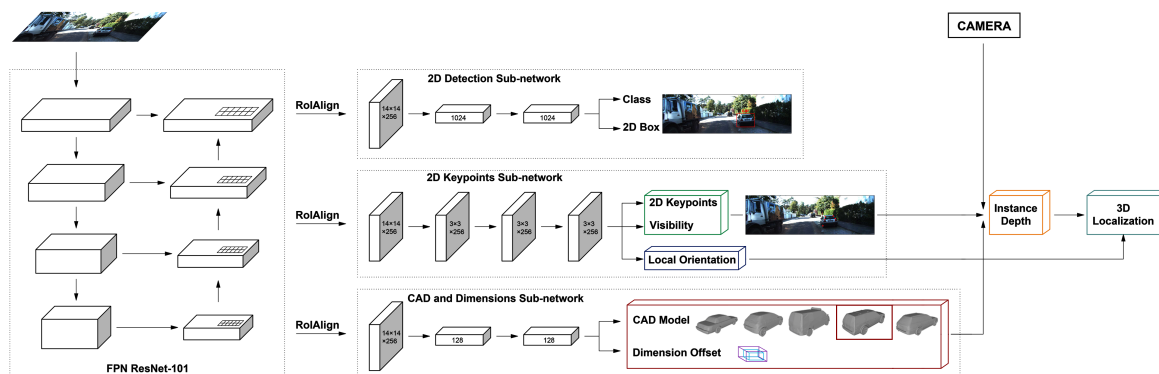 CAMERA
2D Detection Sub-network
RoIAlign
14×14
×256
1024
1024
Class
2D Box
2D Keypoints Sub-network
RoIAlign
14×14
×256
3×3
×256
3×3
×256
3×3
×256
2D Keypoints
Visibility
Local Orientation
Instance
Depth
3D
Localization
CAD and Dimensions Sub-network
RoIAlign
14×14
×256
128
128
CAD Model
Dimension Offset
FPN ResNet-101